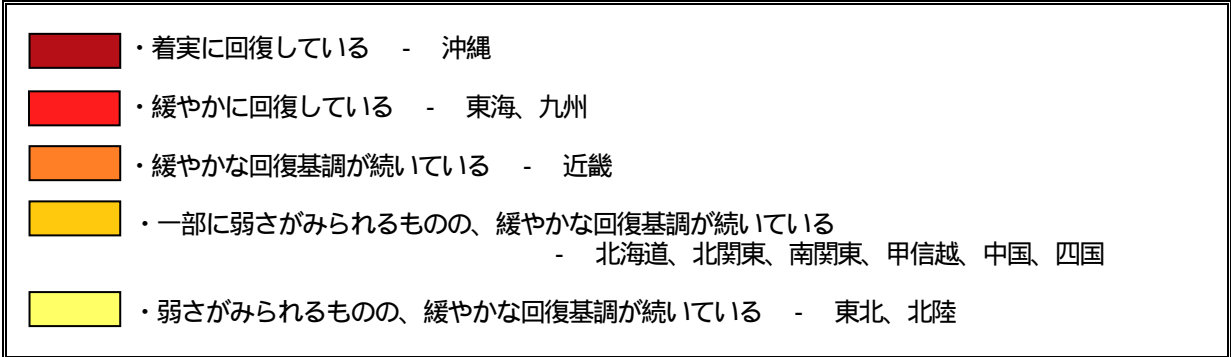 ・着実に回復している - 沖縄
・緩やかに回復している - 東海、九州
・緩やかな回復基調が続いている - 近畿
・一部に弱さがみられるものの、緩やかな回復基調が続いている
- 北海道、北関東、南関東、甲信越、中国、四国
・弱さがみられるものの、緩やかな回復基調が続いている - 東北、北陸